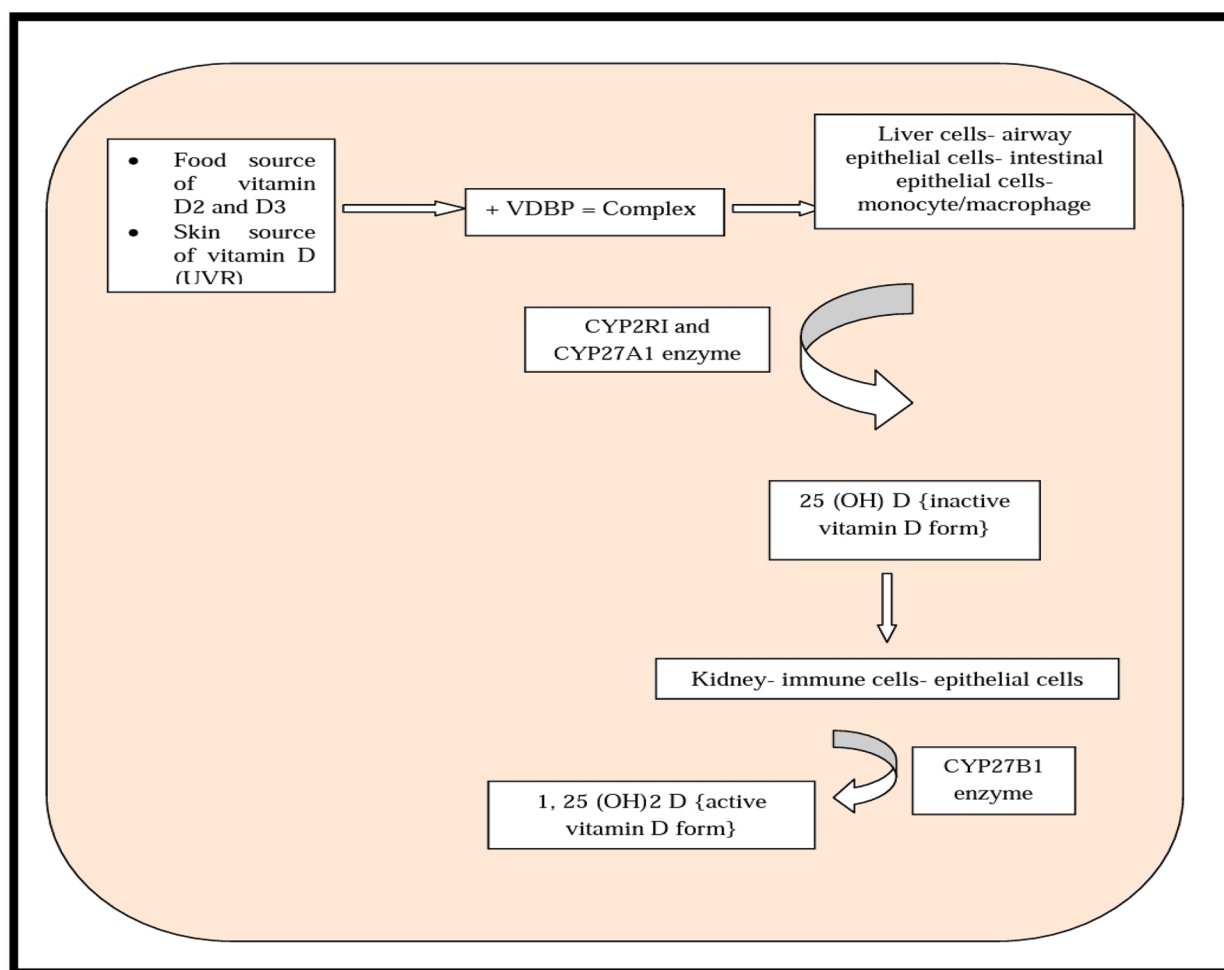 • Food source
of vitamin
D2 and D3
• Skin source
of vitamin D
(UVR)
+ VDBP = Complex
Liver cells- airway
epithelial cells- intestinal
epithelial cells-
monocyte/macrophage
CYP2RI and
CYP27A1 enzyme
25 (OH) D {inactive
vitamin D form}
Kidney- immune cells- epithelial cells
CYP27B1
enzyme
1, 25 (OH)2 D {active
vitamin D form}